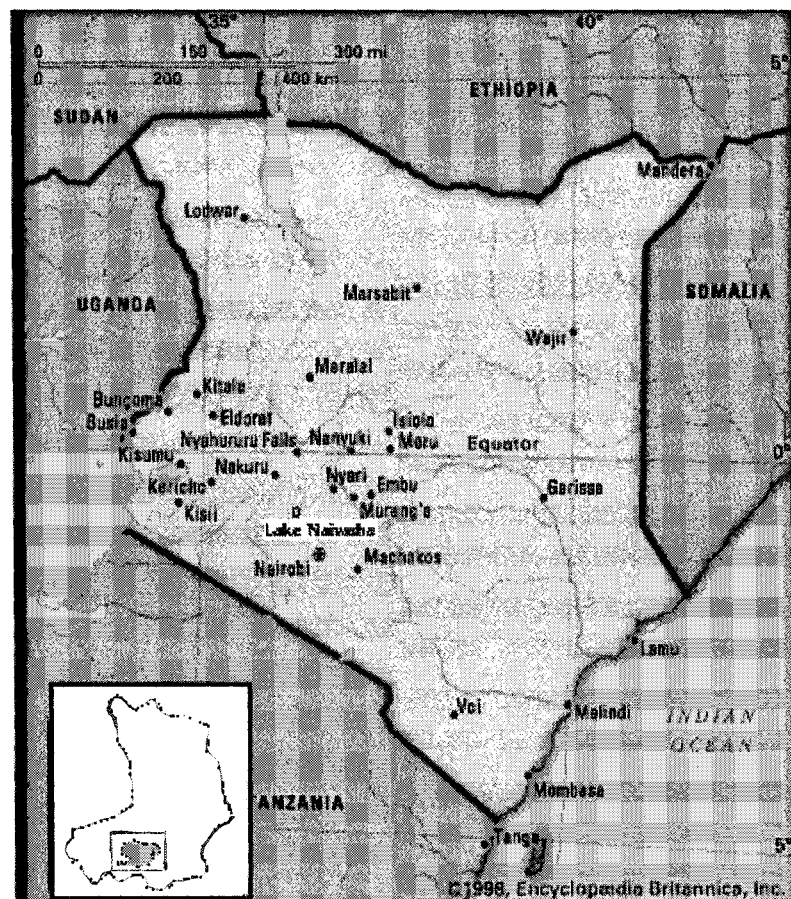 35° 40°
0 150 300 mi
0 200 400 km
5°
SUDAN
ETHIOPIA
Mandera
Lodwar
UGANDA
Marsabit
SOMALIA
Wajir
Maralal
Kitale
Bungoma
Eldoret
Busia
Isiolo
Nyahururu Falls
Nanyuki
Meru
Equator
0°
Kisumu
Nakuru
Kericho
Nyeri
Embu
Garissa
Kisii
Murang'a
Lake Naivasha
Nairobi
Machakos
Lamu
Voi
Malindi
INDIAN
OCEAN
Mombasa
TANZANIA
Tanga
5°
©1998, Encyclopædia Britannica, Inc.